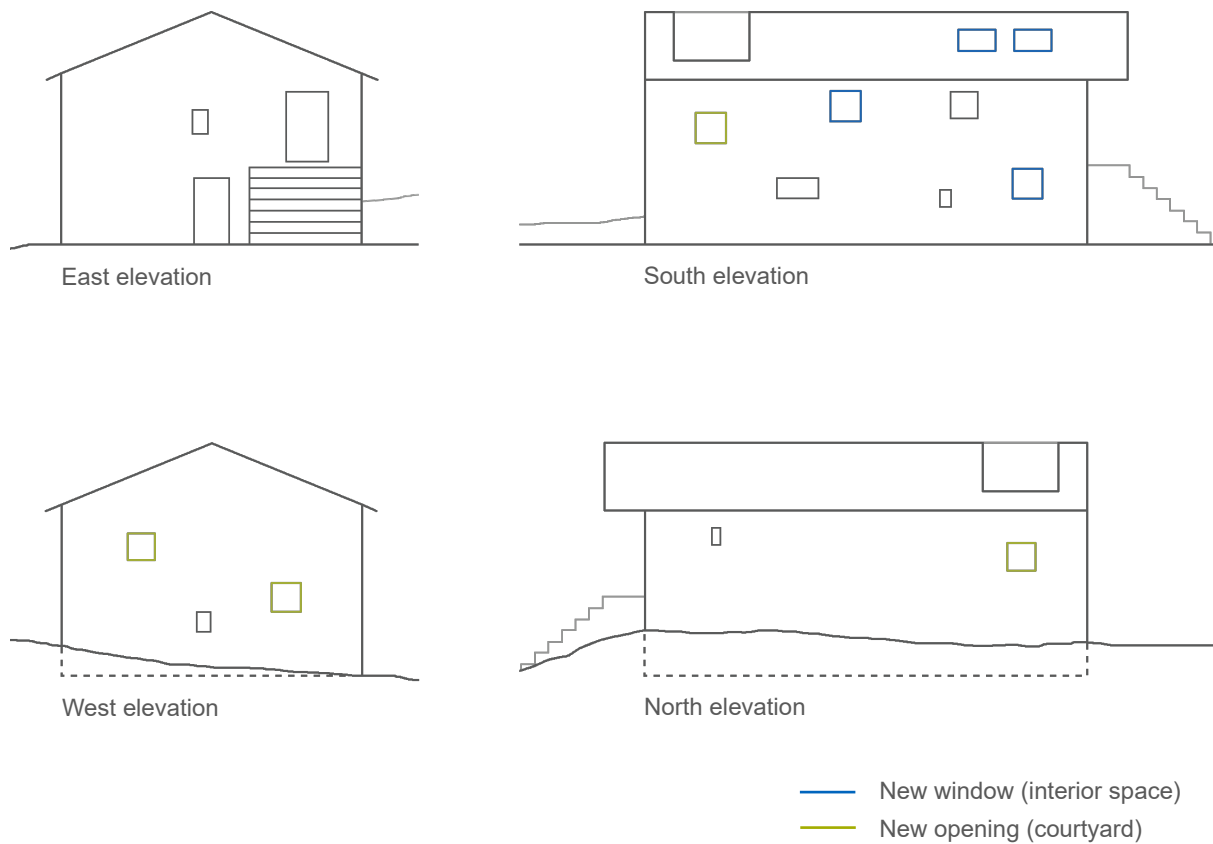 East elevation
South elevation
West elevation
North elevation
New window (interior space)
New opening (courtyard)